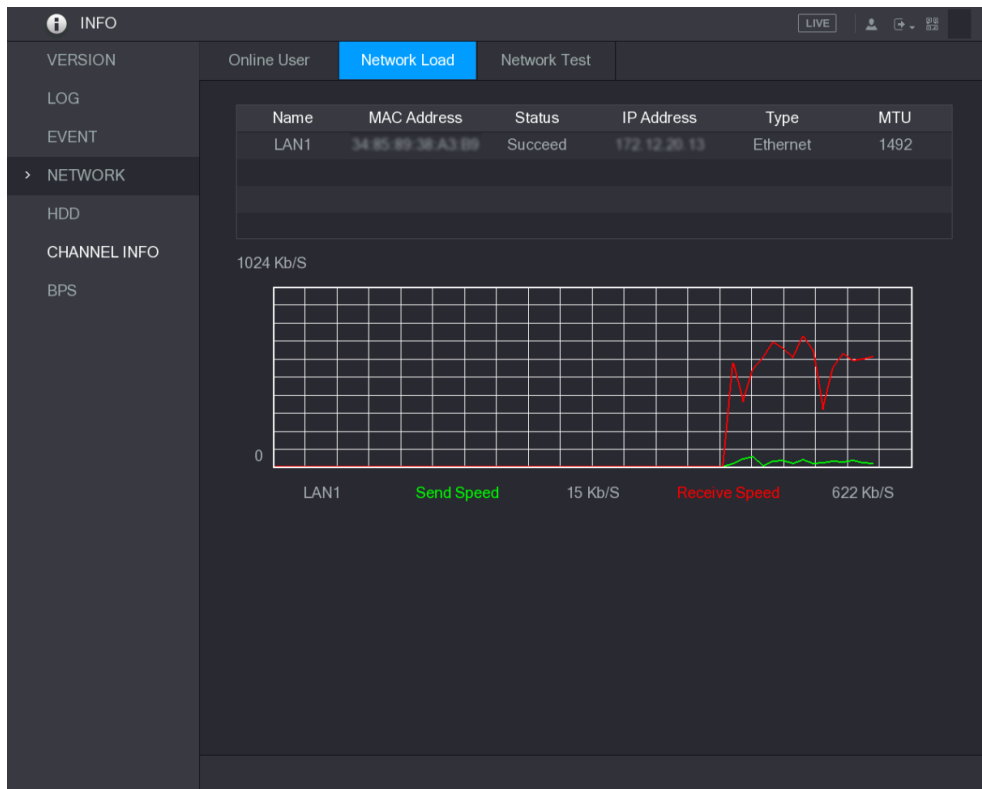 INFO LIVE
VERSION
LOG
EVENT
NETWORK
HDD
CHANNEL INFO
BPS
Online User Network Load Network Test
Name MAC Address Status IP Address Type MTU
LAN1 Succeed Ethernet 1492
1024 Kb/S
0
LAN1 Send Speed 15 Kb/S Receive Speed 622 Kb/S